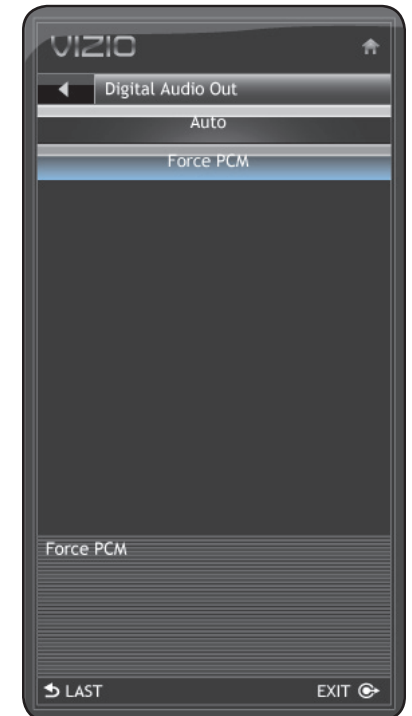 VIZIO
Digital Audio Out
Auto
Force PCM
Force PCM
LAST EXIT